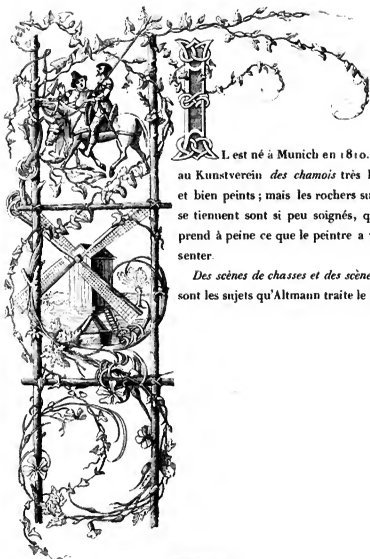 IL est né à Munich en 1810.
au Kunstverein des chamois très
et bien peints ; mais les rochers
se tiennent sont si peu soignés,
prend à peine ce que le peintre a
senter.
Des scènes de chasses et des
sont les sujets qu'Altmann traite le